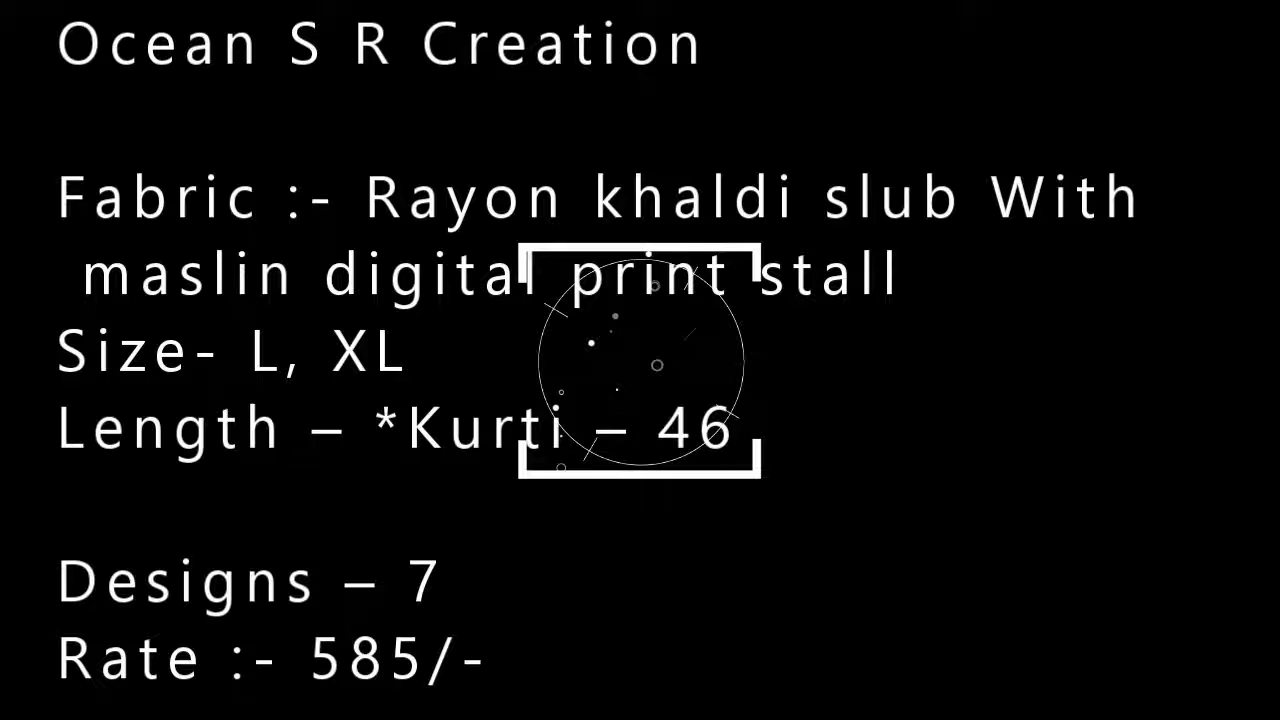 Ocean S R Creation
Fabric :- Rayon khaldi slub With
maslin digital print stall
Size- L, XL
Length – *Kurti – 46
Designs – 7
Rate :- 585/-